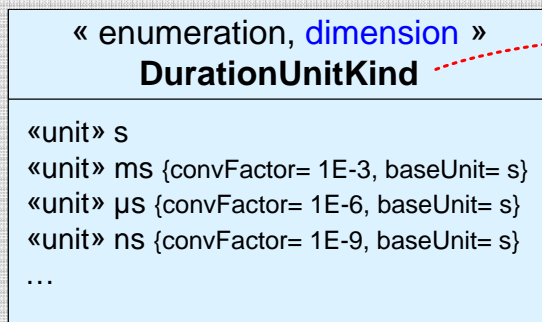 « enumeration, dimension »
DurationUnitKind
«unit» s
«unit» ms {convFactor= 1E-3, baseUnit= s}
«unit» µs {convFactor= 1E-6, baseUnit= s}
«unit» ns {convFactor= 1E-9, baseUnit= s}
…